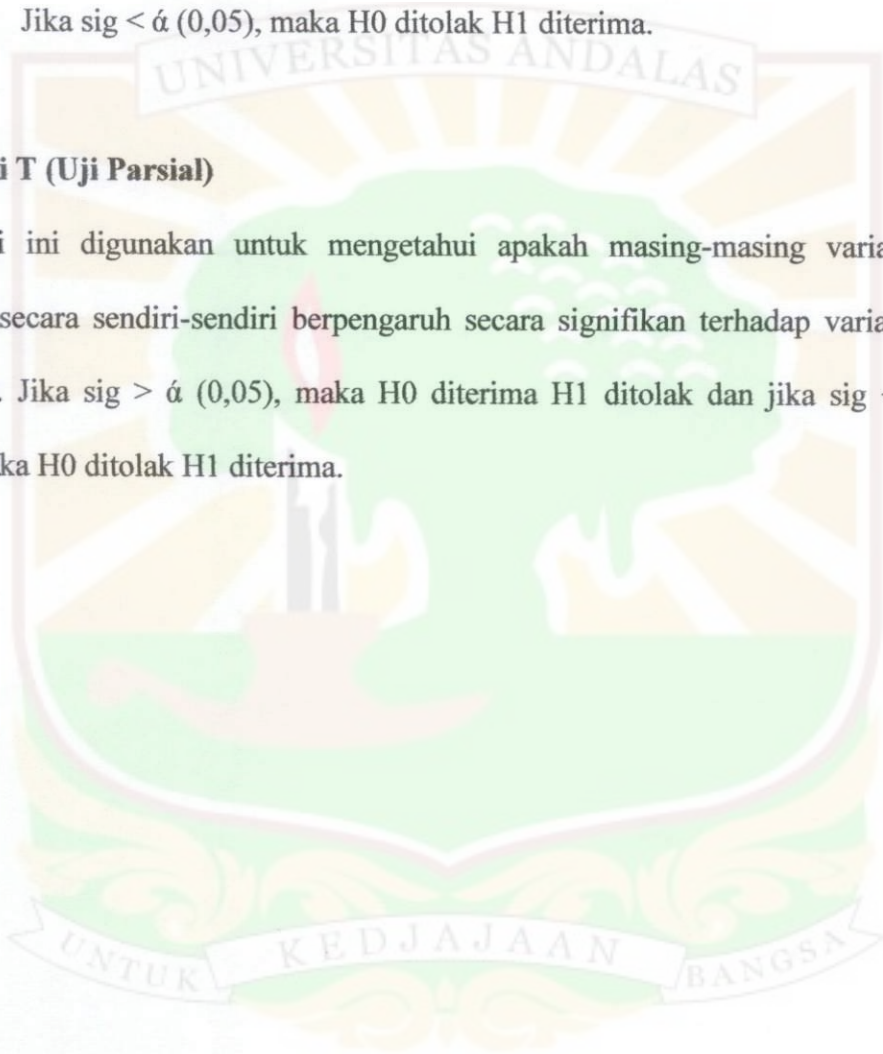 Jika sig < ά (0,05), maka H0 ditolak H1 diterima.
UNIVERSITAS ANDALAS
i T (Uji Parsial)
i ini digunakan untuk mengetahui apakah masing-masing varia
secara sendiri-sendiri berpengaruh secara signifikan terhadap varia
. Jika sig > ά (0,05), maka H0 diterima H1 ditolak dan jika sig
ka H0 ditolak H1 diterima.
UNTUK KEDJAJAAN BANGSA